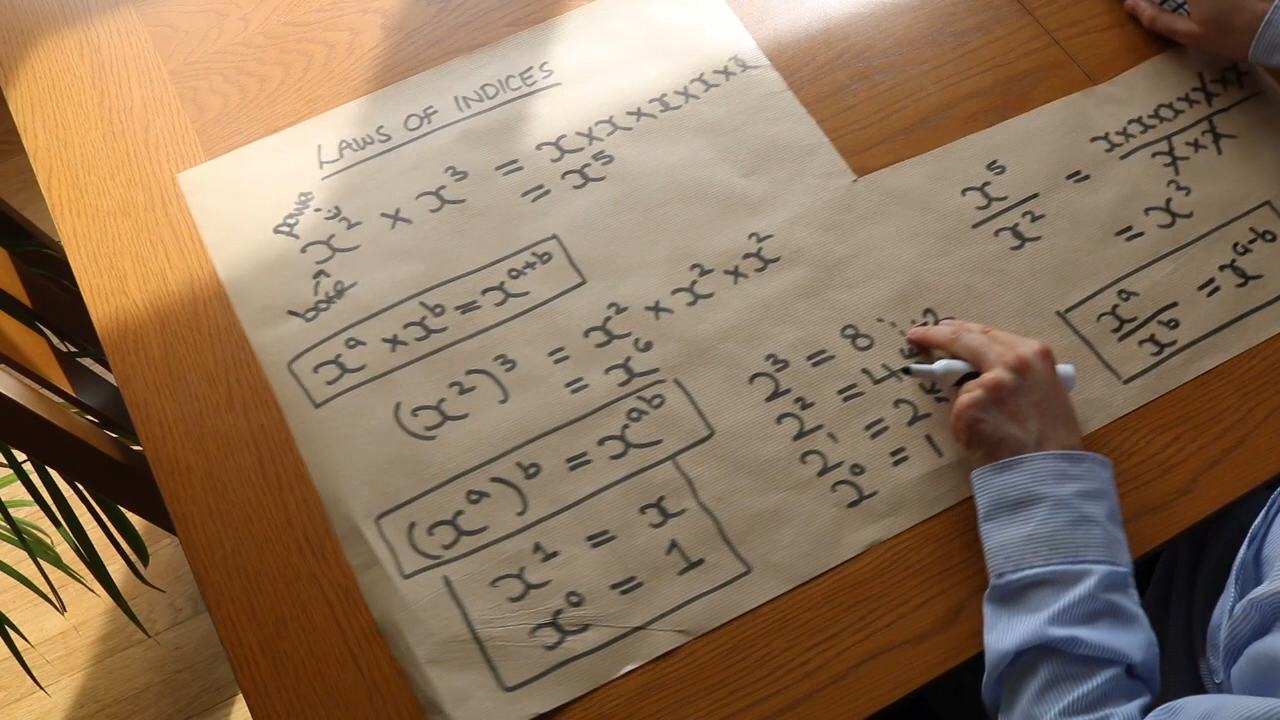 LAWS OF INDICES
power
x² × x³ = x × x × x × x × x
= x⁵
base →
xᵃ × xᵇ = xᵃ⁺ᵇ
(x²)³ = x² × x² × x²
= x⁶
(xᵃ)ᵇ = xᵃᵇ
x¹ = x
x⁰ = 1
2³ = 8
2² = 4
2¹ = 2
2⁰ = 1
x⁵/x² = x × x × x × x × x/x × x
= x³
xᵃ/xᵇ = xᵃ⁻ᵇ